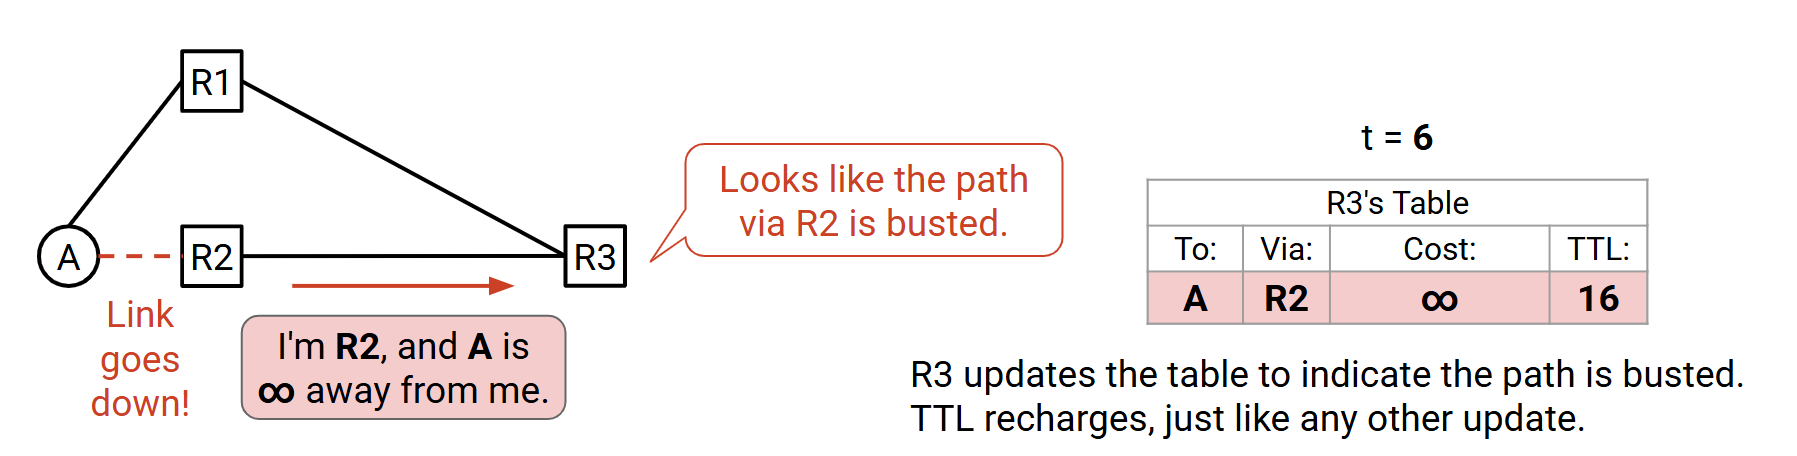 R1
A
R2
R3
Link
goes
down!
I'm R2, and A is
∞ away from me.
Looks like the path
via R2 is busted.
t = 6
R3's Table
To: Via: Cost: TTL:
A R2 ∞ 16
R3 updates the table to indicate the path is busted.
TTL recharges, just like any other update.